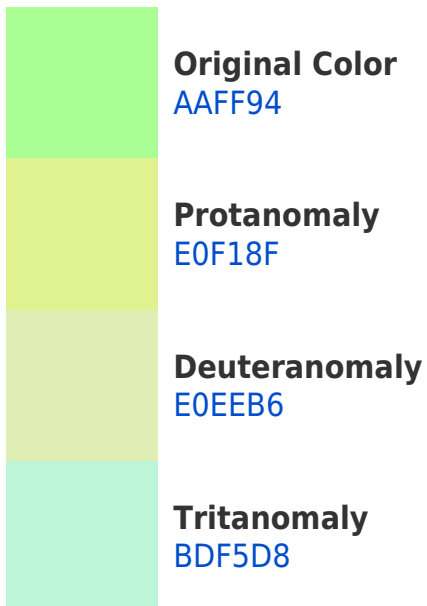 Original Color
AAFF94
Protanomaly
E0F18F
Deuteranomaly
E0EEB6
Tritanomaly
BDF5D8